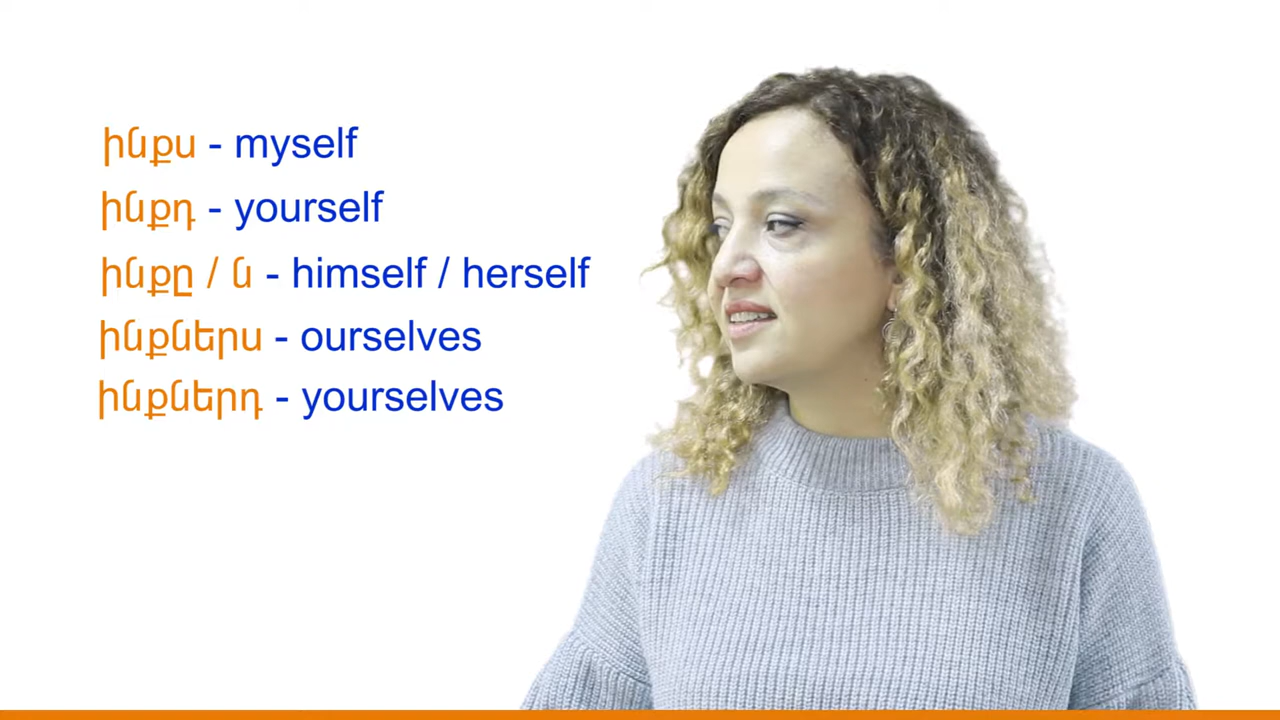 ինքս - myself
ինքդ - yourself
ինքը / ն - himself / herself
ինքներս - ourselves
ինքներդ - yourselves